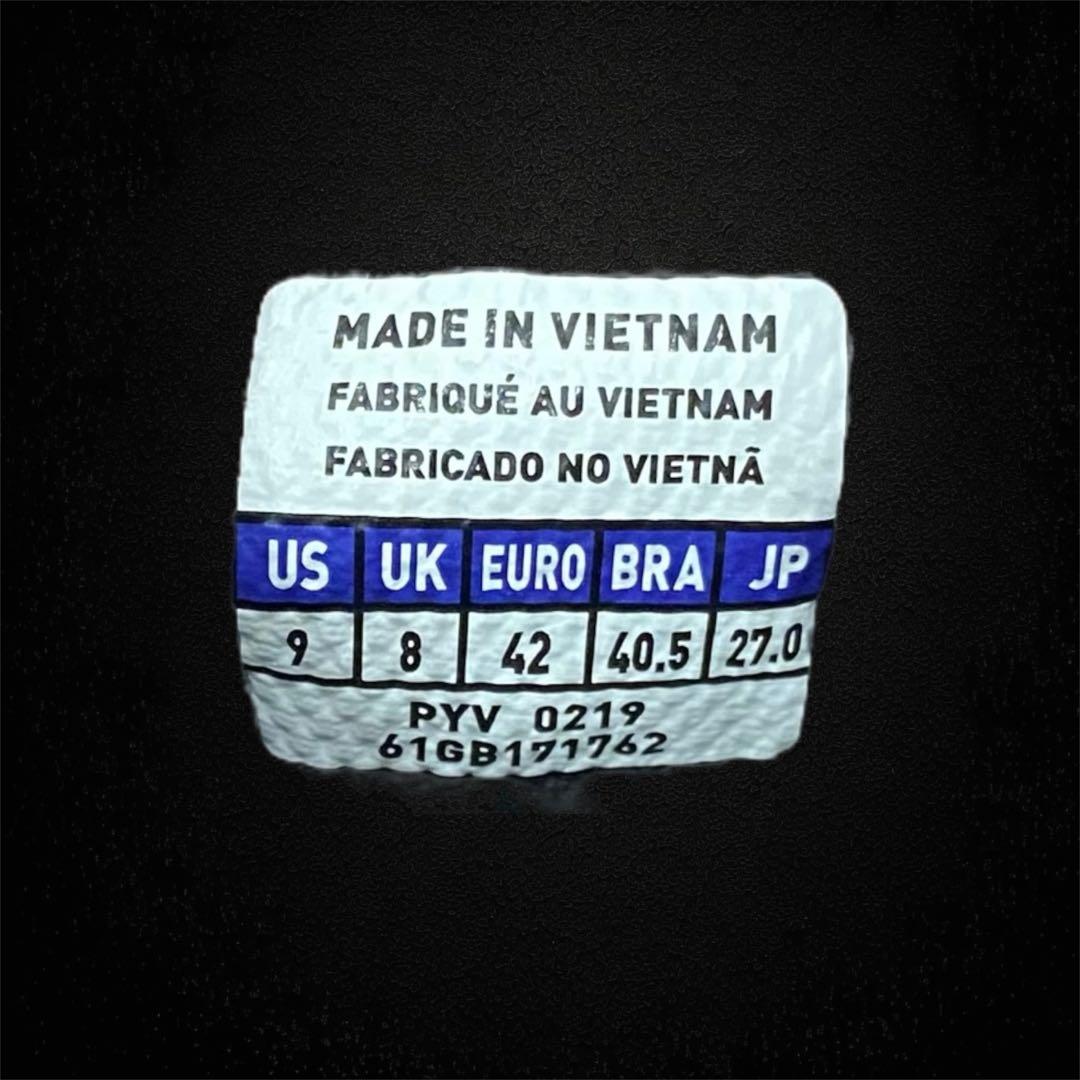 MADE IN VIETNAM
FABRIQUÉ AU VIETNAM
FABRICADO NO VIETNÃ
US UK EURO BRA JP
9 8 42 40.5 27.0
PYV 0219
61GB171762